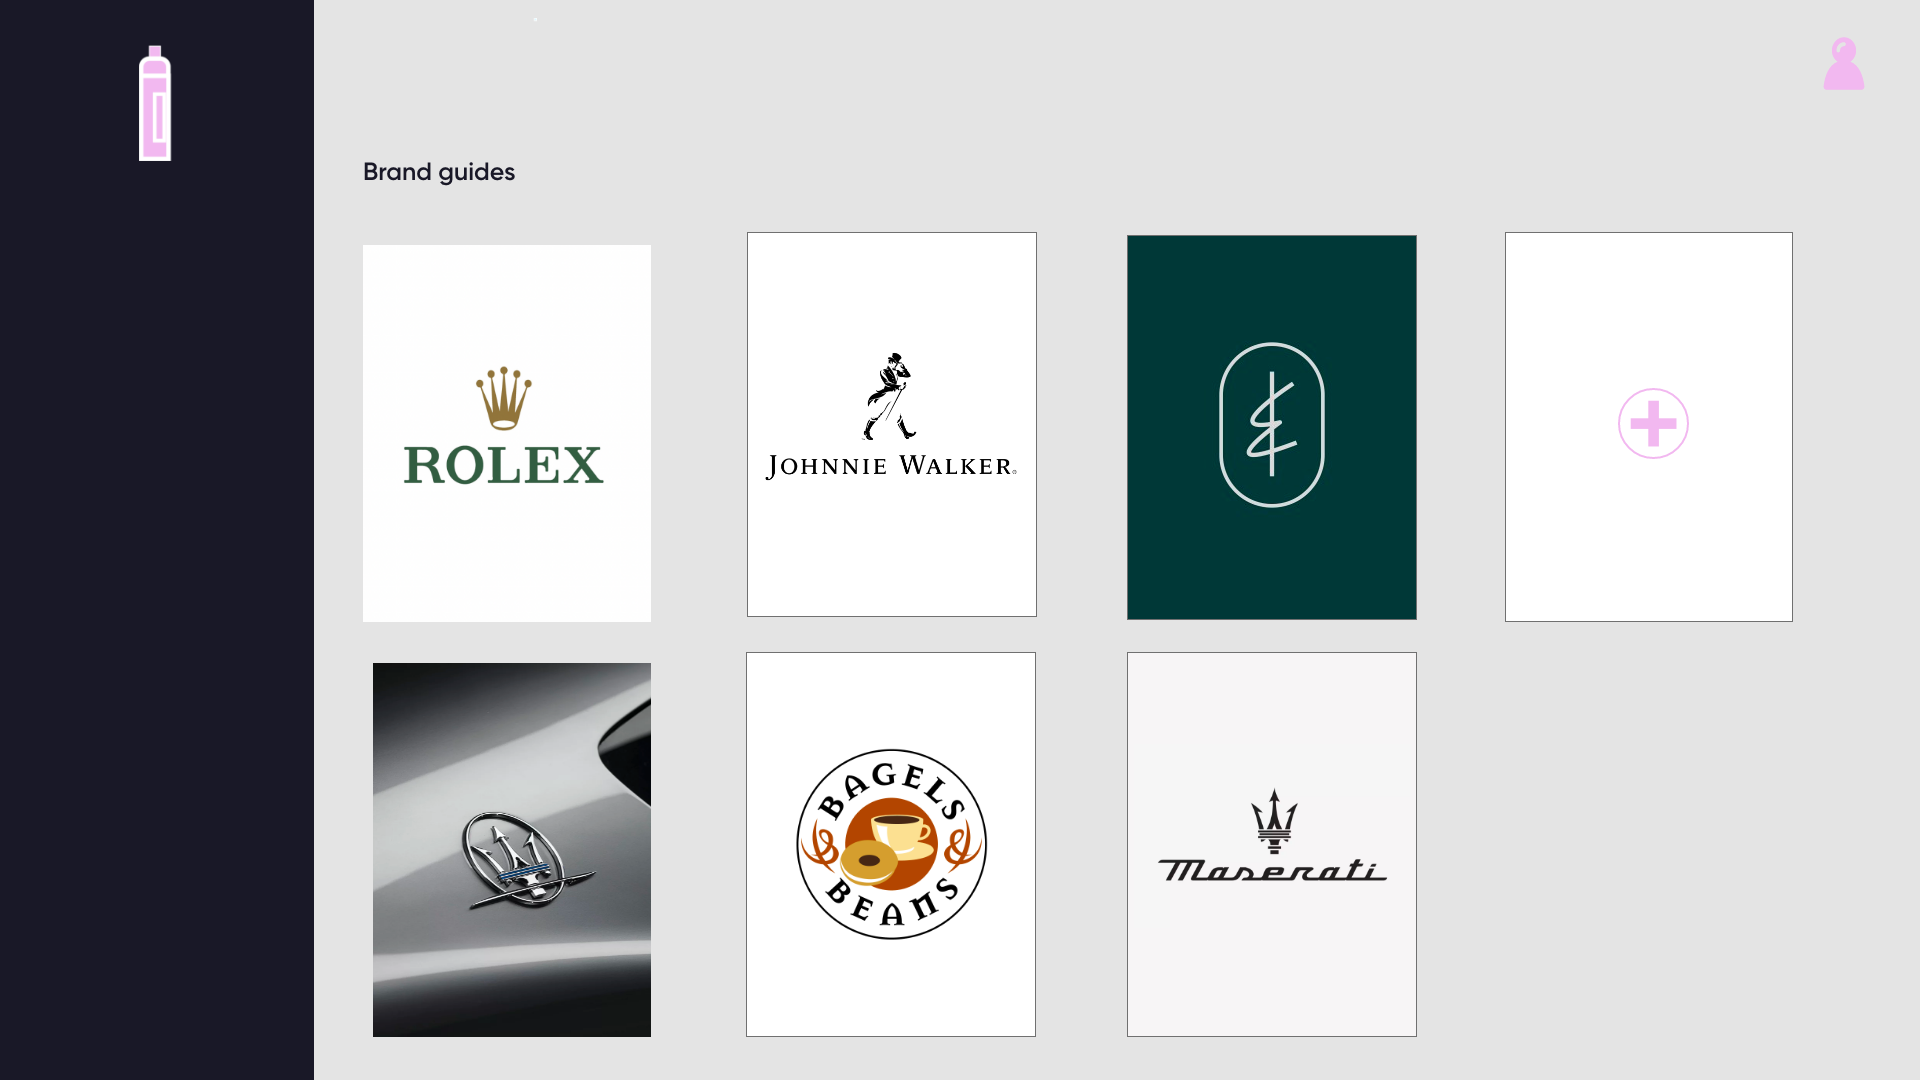 Brand guides
ROLEX
JOHNNIE WALKER
BAGELS
BEANS
Maserati